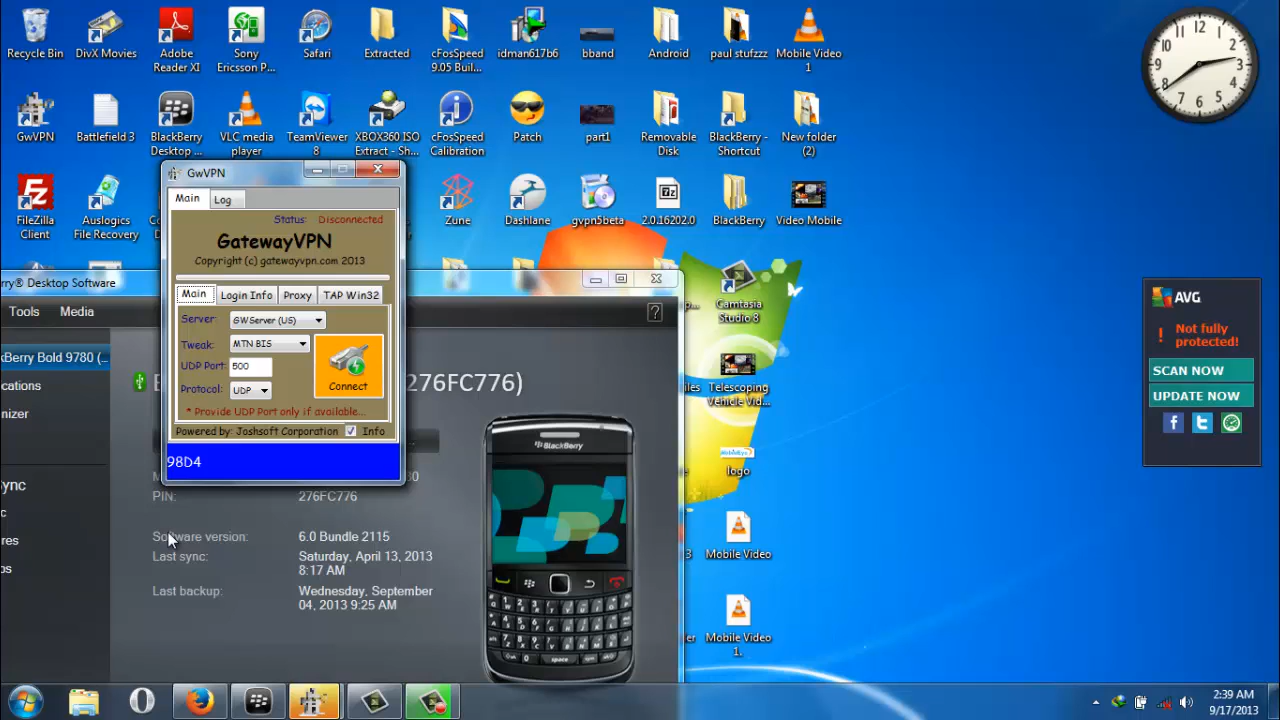 Recycle Bin
DivX Movies
Adobe
Reader XI
Sony
Ericsson P...
Safari
Extracted
cFosSpeed
9.05 Buil...
idman617b6
bband
Android
paul stufzzz
Mobile Video
1
GwVPN
Battlefield 3
BlackBerry
Desktop ...
VLC media
player
TeamViewer
8
XBOX360 ISO
Extract - Sh...
cFosSpeed
Calibration
Patch
part1
Removable
Disk
BlackBerry -
Shortcut
New folder
(2)
FileZilla
Client
Auslogics
File Recovery
Zune
Dashlane
gvpn5beta
2.0.16202.0
BlackBerry
Video Mobile
GwVPN
Main
Log
Status: Disconnected
GatewayVPN
Copyright (c) gatewayvpn.com 2013
Main
Login Info
Proxy
TAP Win32
Server: GWServer (US)
Tweak: MTN BIS
UDP Port: 500
Protocol: UDP
Connect
* Provide UDP Port only if available...
Powered by: Jashsoft Corporation
Info
98D4
rry® Desktop Software
Tools
Media
?
kBerry Bold 9780 (...
276FC776)
cations
nizer
ync
PIN:
276FC776
Software version:
6.0 Bundle 2115
Last sync:
Saturday, April 13, 2013
8:17 AM
Last backup:
Wednesday, September
04, 2013 9:25 AM
BlackBerry
Camtasia
Studio 8
Telescoping
Vehicle Vid...
logo
Mobile Video
Mobile Video
1.
AVG
Not fully
protected!
SCAN NOW
UPDATE NOW
2:39 AM
9/17/2013